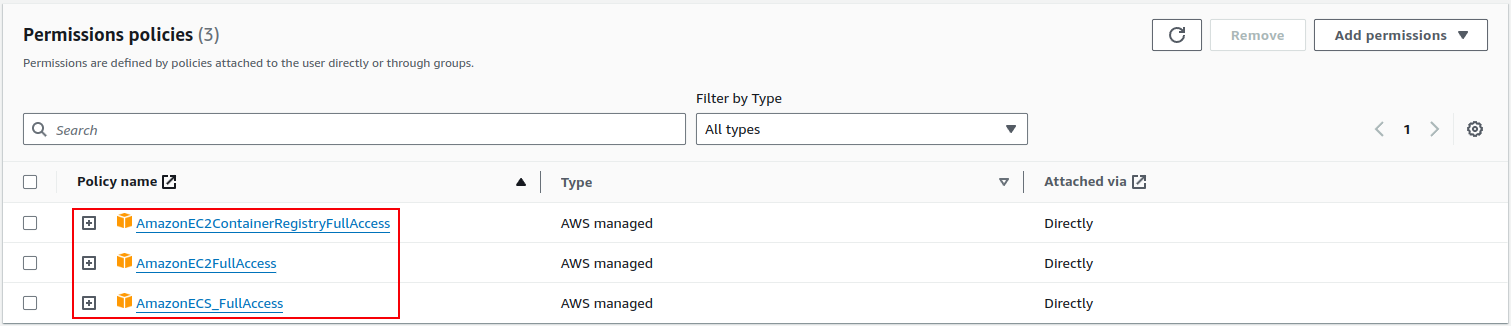 Permissions policies (3)
Remove
Add permissions
Permissions are defined by policies attached to the user directly or through groups.
Filter by Type
Search
All types
1
Policy name Type Attached via
AmazonEC2ContainerRegistryFullAccess AWS managed Directly
AmazonEC2FullAccess AWS managed Directly
AmazonECS_FullAccess AWS managed Directly